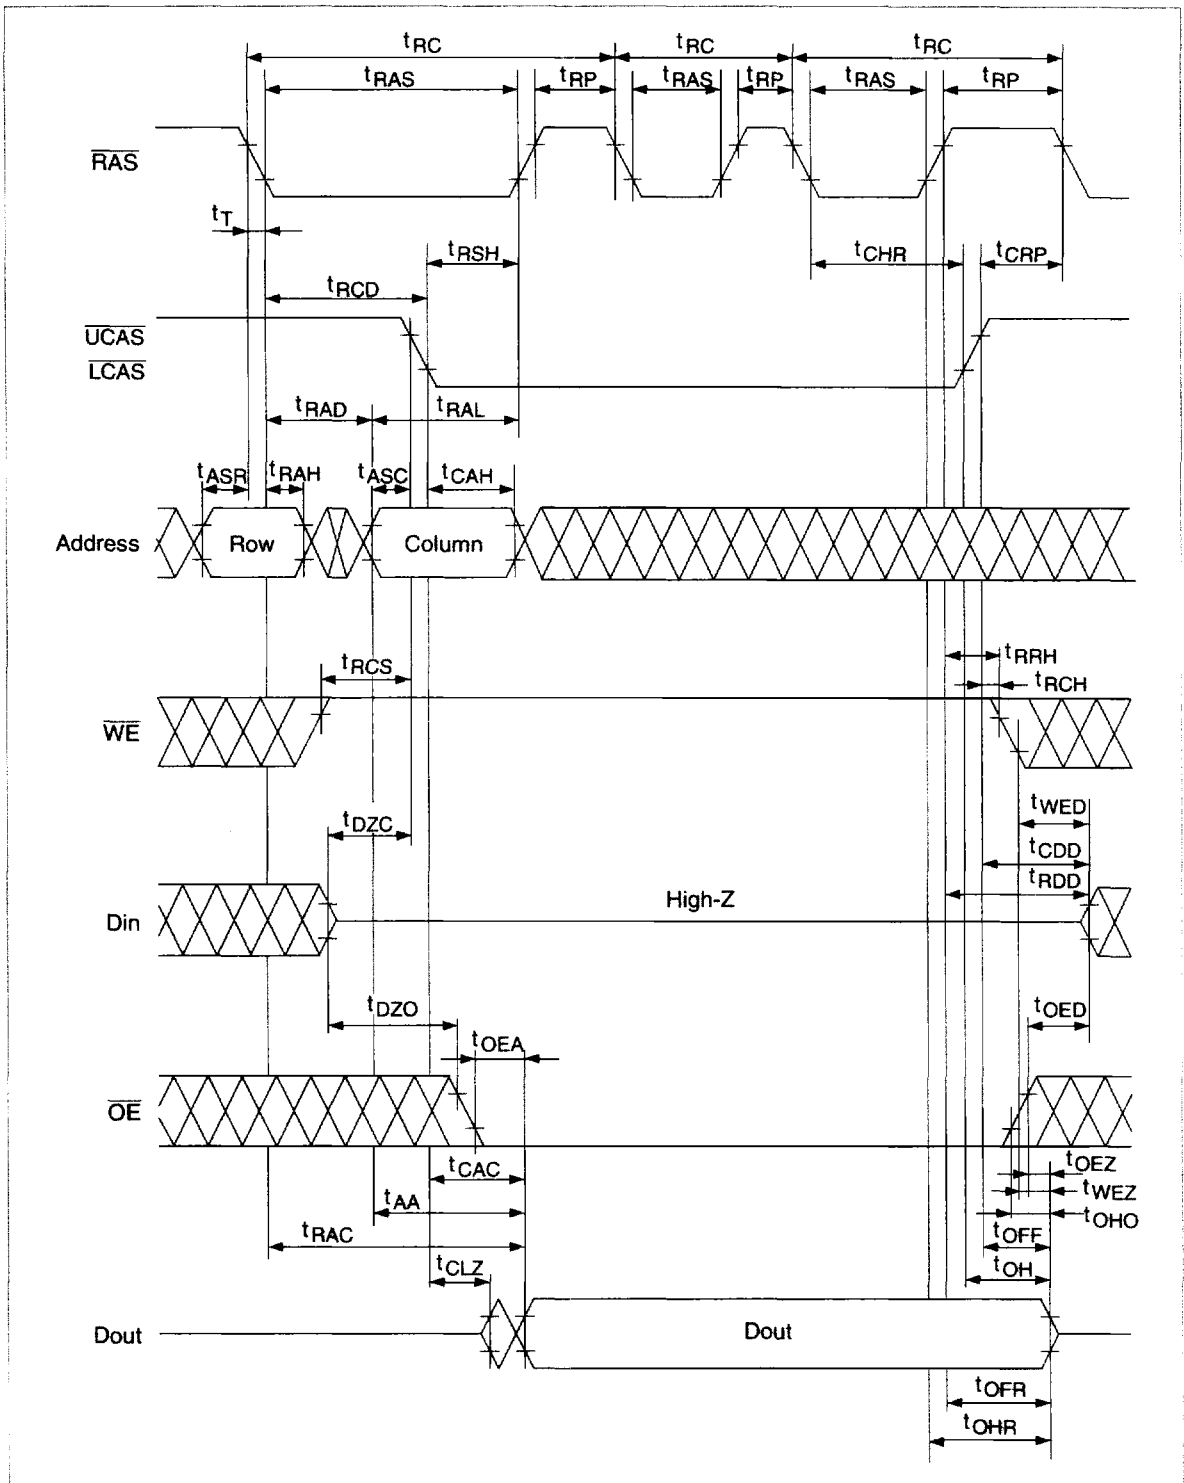 tRC tRC tRC
tRAS tRP tRAS tRP tRAS tRP
RAS
tT
tRSH tCHR tCRP
tRCD
UCAS
LCAS
tRAD tRAL
tASR tRAH tASC tCAH
Address Row Column
tRRH
tRCS tRCH
WE
tWED
tDZC
tCDD
tRDD
High-Z
Din
tDZO tOED
tOEA
OE
tCAC tOEZ
tWEZ
tAA tOHO
tRAC tOFF
tCLZ tOH
Dout Dout
tOFR
tOHR